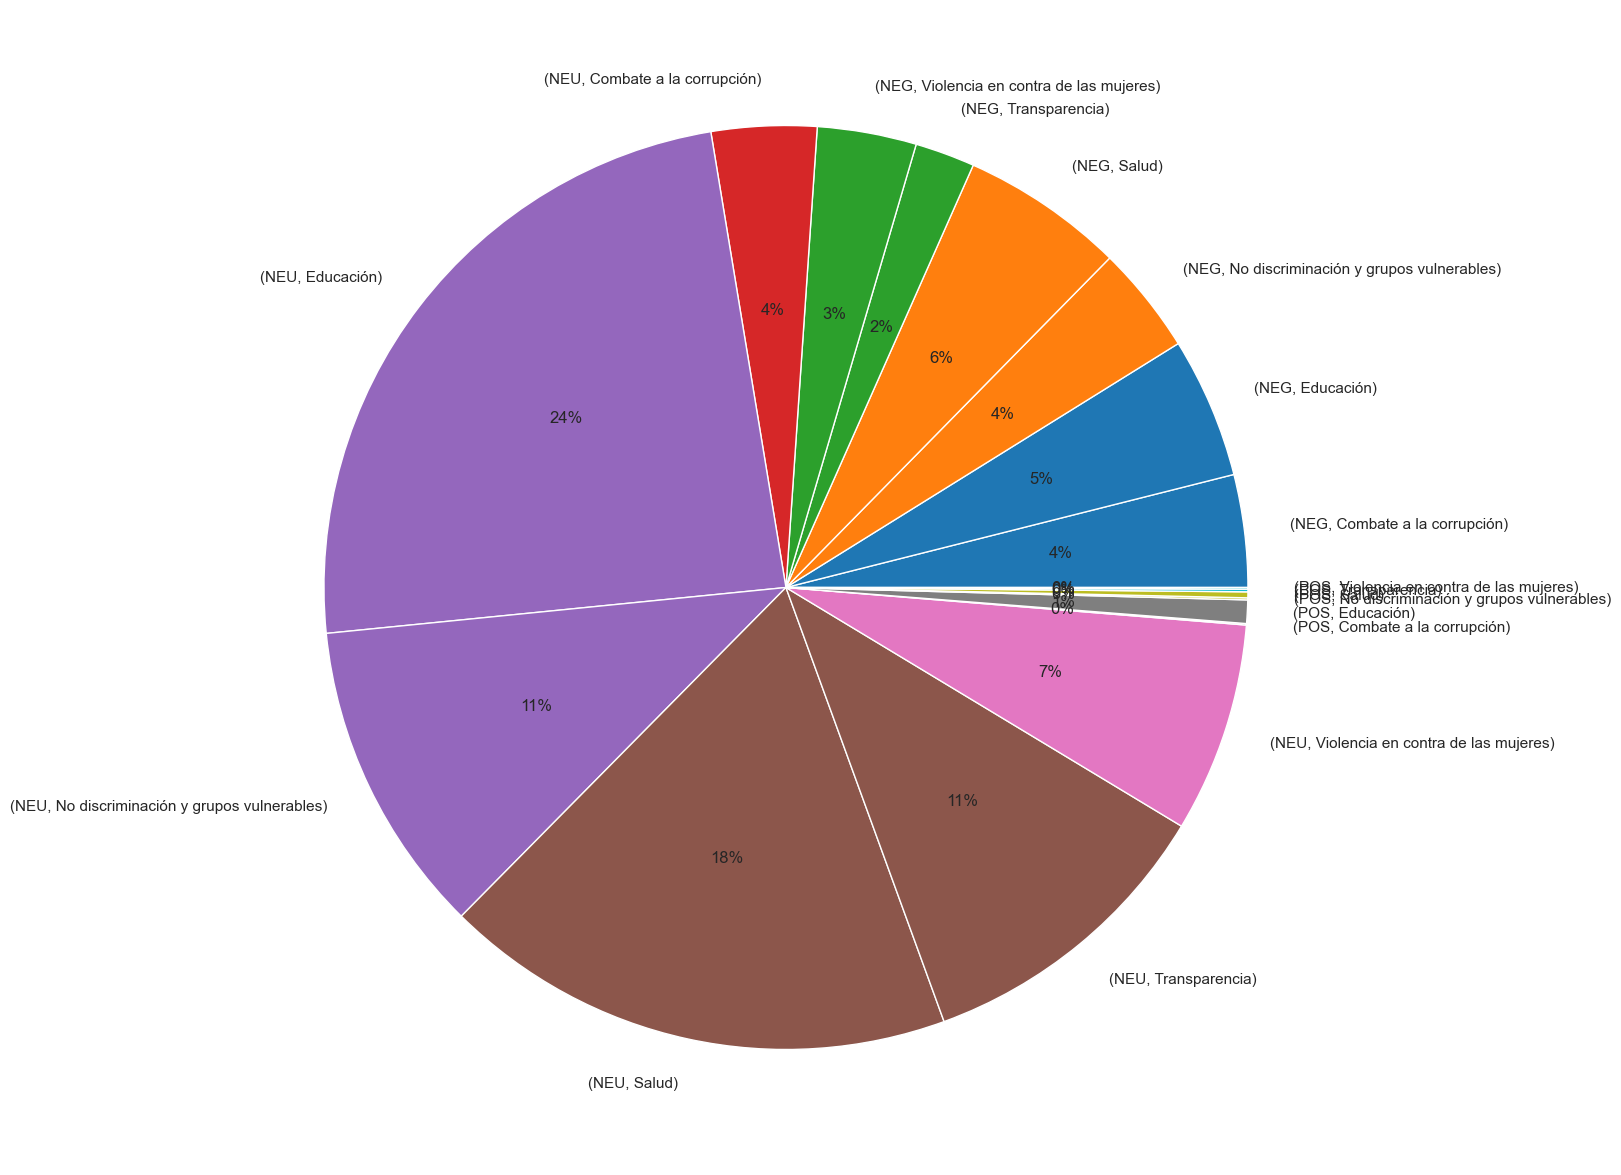 (NEU, Combate a la corrupción)
(NEG, Violencia en contra de las mujeres)
(NEG, Transparencia)
(NEG, Salud)
(NEG, No discriminación y grupos vulnerables)
(NEU, Educación)
4%
3%
2%
6%
(NEG, Educación)
4%
24%
5%
(NEG, Combate a la corrupción)
4%
(POS, Violencia en contra de las mujeres)
(POS, No discriminación y grupos vulnerables)
0%
(POS, Educación)
(POS, Combate a la corrupción)
7%
11%
(NEU, Violencia en contra de las mujeres)
(NEU, No discriminación y grupos vulnerables)
11%
18%
(NEU, Transparencia)
(NEU, Salud)